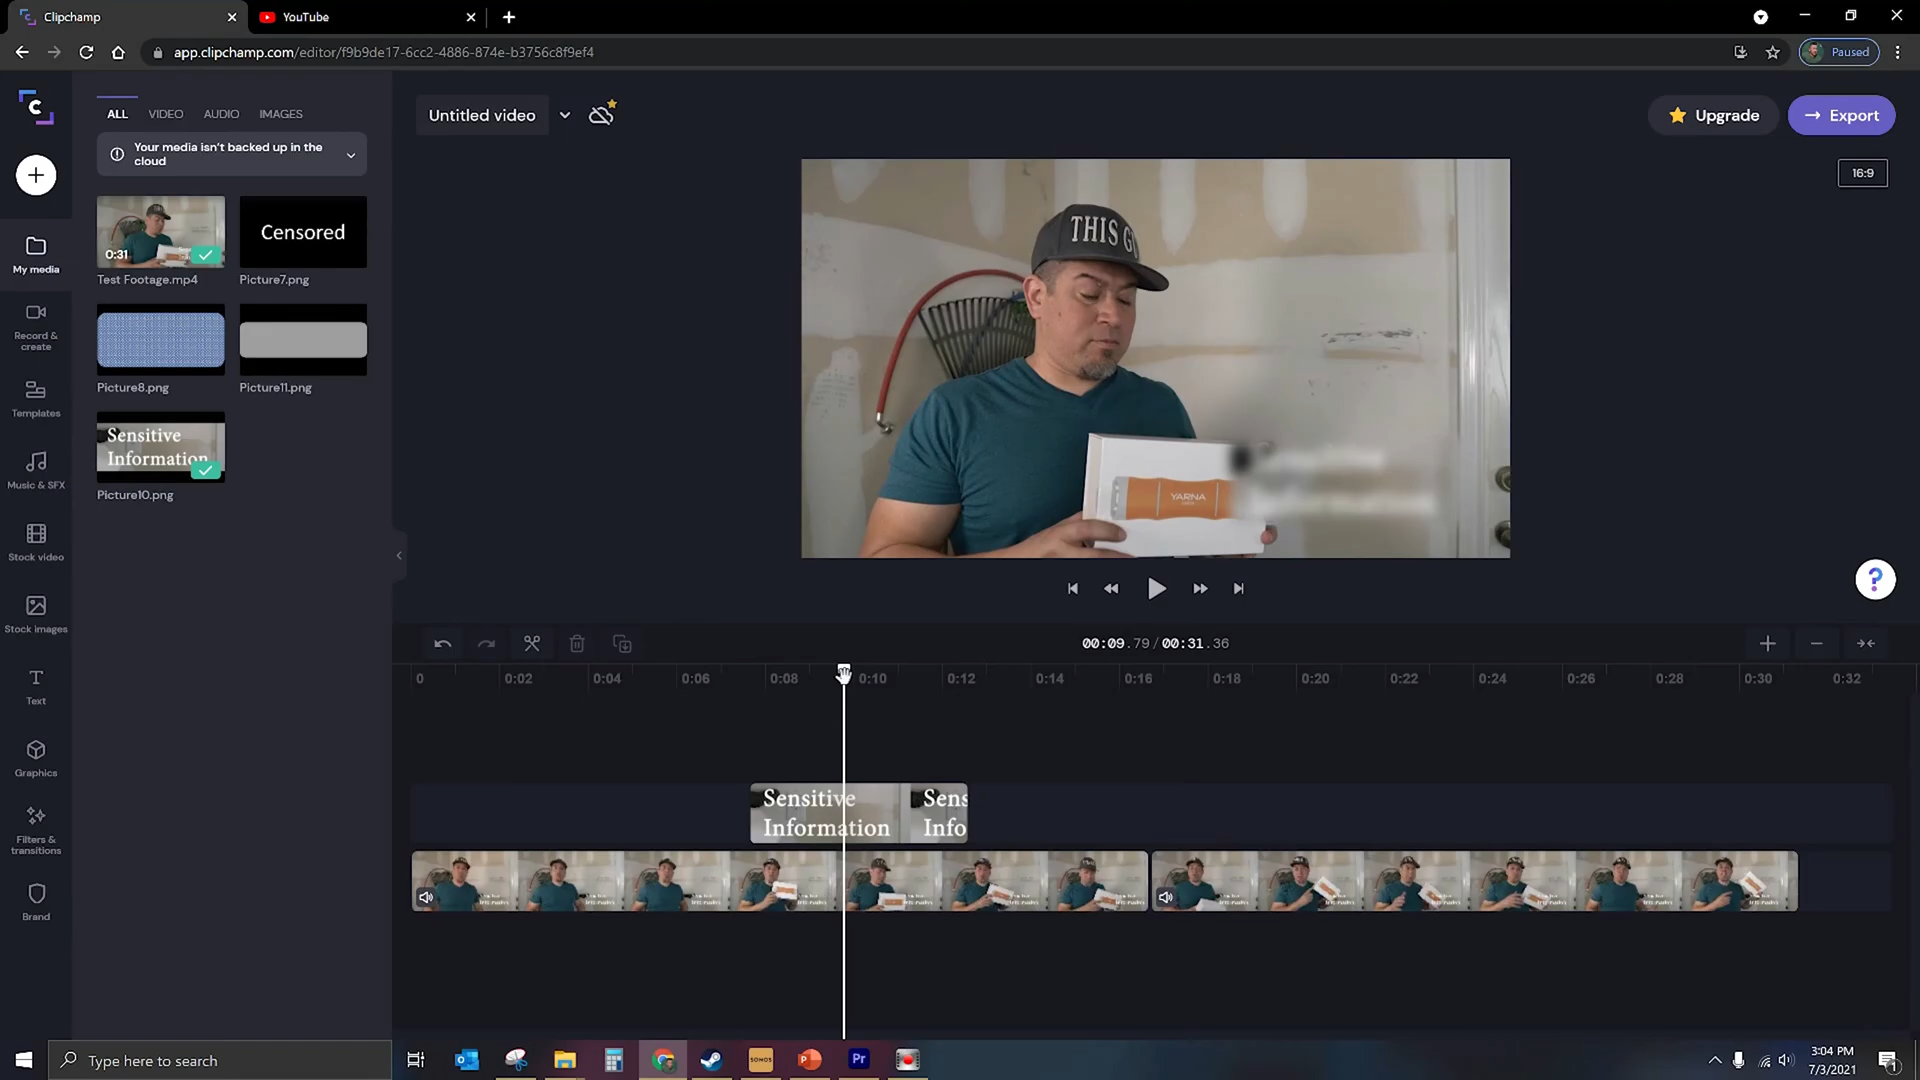 Clipchamp
YouTube
app.clipchamp.com/editor/f9b9de17-6cc2-4886-874e-b3756c8f9ef4
Paused
ALL VIDEO AUDIO IMAGES
Your media isn't backed up in the
cloud
0:31
Test Footage.mp4
Censored
Picture7.png
Picture8.png
Picture11.png
Sensitive
Information
Picture10.png
My media
Record &
create
Templates
Music & SFX
Stock video
Stock images
Text
Graphics
Filters &
transitions
Brand
Untitled video
Upgrade
Export
16:9
THIS
YARNA
Sensitive
Information
?
00:09.79/00:31.36
0 0:02 0:04 0:06 0:08 0:10 0:12 0:14 0:16 0:18 0:20 0:22 0:24 0:26 0:28 0:30 0:32
Sensitive
Information
Sens
Info
Type here to search
SONOS
Pr
3:04 PM
7/3/2021
1